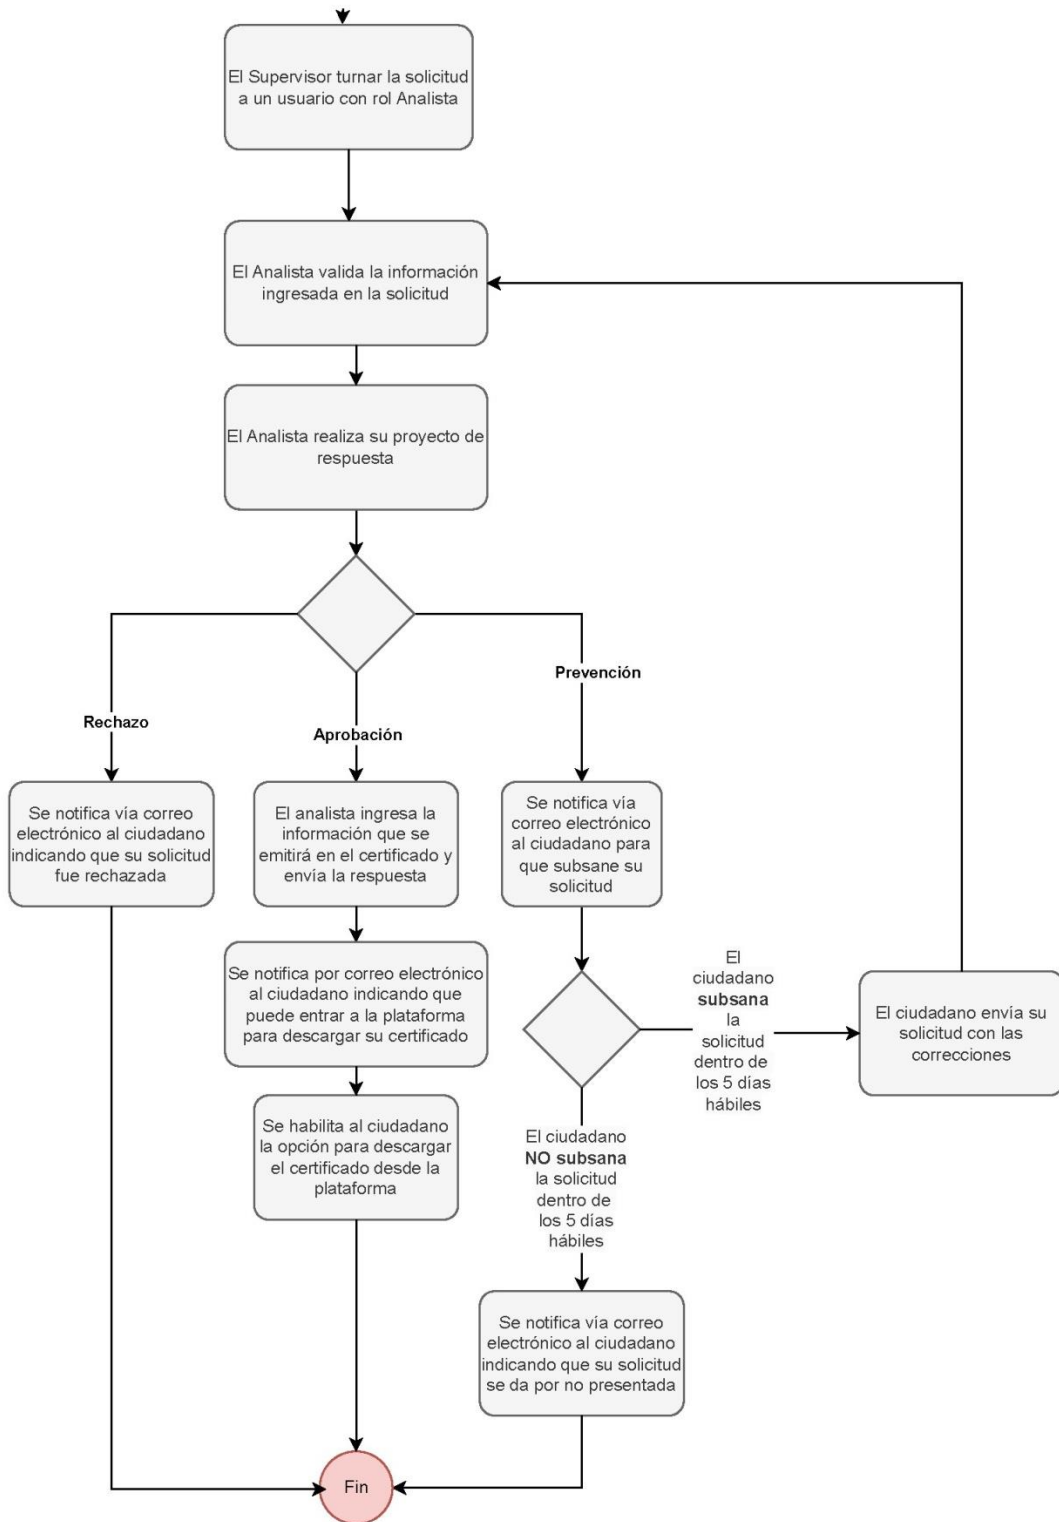 El Supervisor turnar la solicitud
a un usuario con rol Analista
El Analista valida la información
ingresada en la solicitud
El Analista realiza su proyecto de
respuesta
Rechazo
Aprobación
Prevención
Se notifica vía correo
electrónico al ciudadano
indicando que su solicitud
fue rechazada
El analista ingresa la
información que se
emitirá en el certificado y
envía la respuesta
Se notifica vía
correo electrónico
al ciudadano para
que subsane su
solicitud
Se notifica por correo electrónico
al ciudadano indicando que
puede entrar a la plataforma
para descargar su certificado
El
ciudadano
subsana
la
solicitud
dentro de
los 5 días
hábiles
El ciudadano envía su
solicitud con las
correcciones
Se habilita al ciudadano
la opción para descargar
el certificado desde la
plataforma
El ciudadano
NO subsana
la solicitud
dentro de
los 5 días
hábiles
Se notifica vía correo
electrónico al ciudadano
indicando que su solicitud
se da por no presentada
Fin